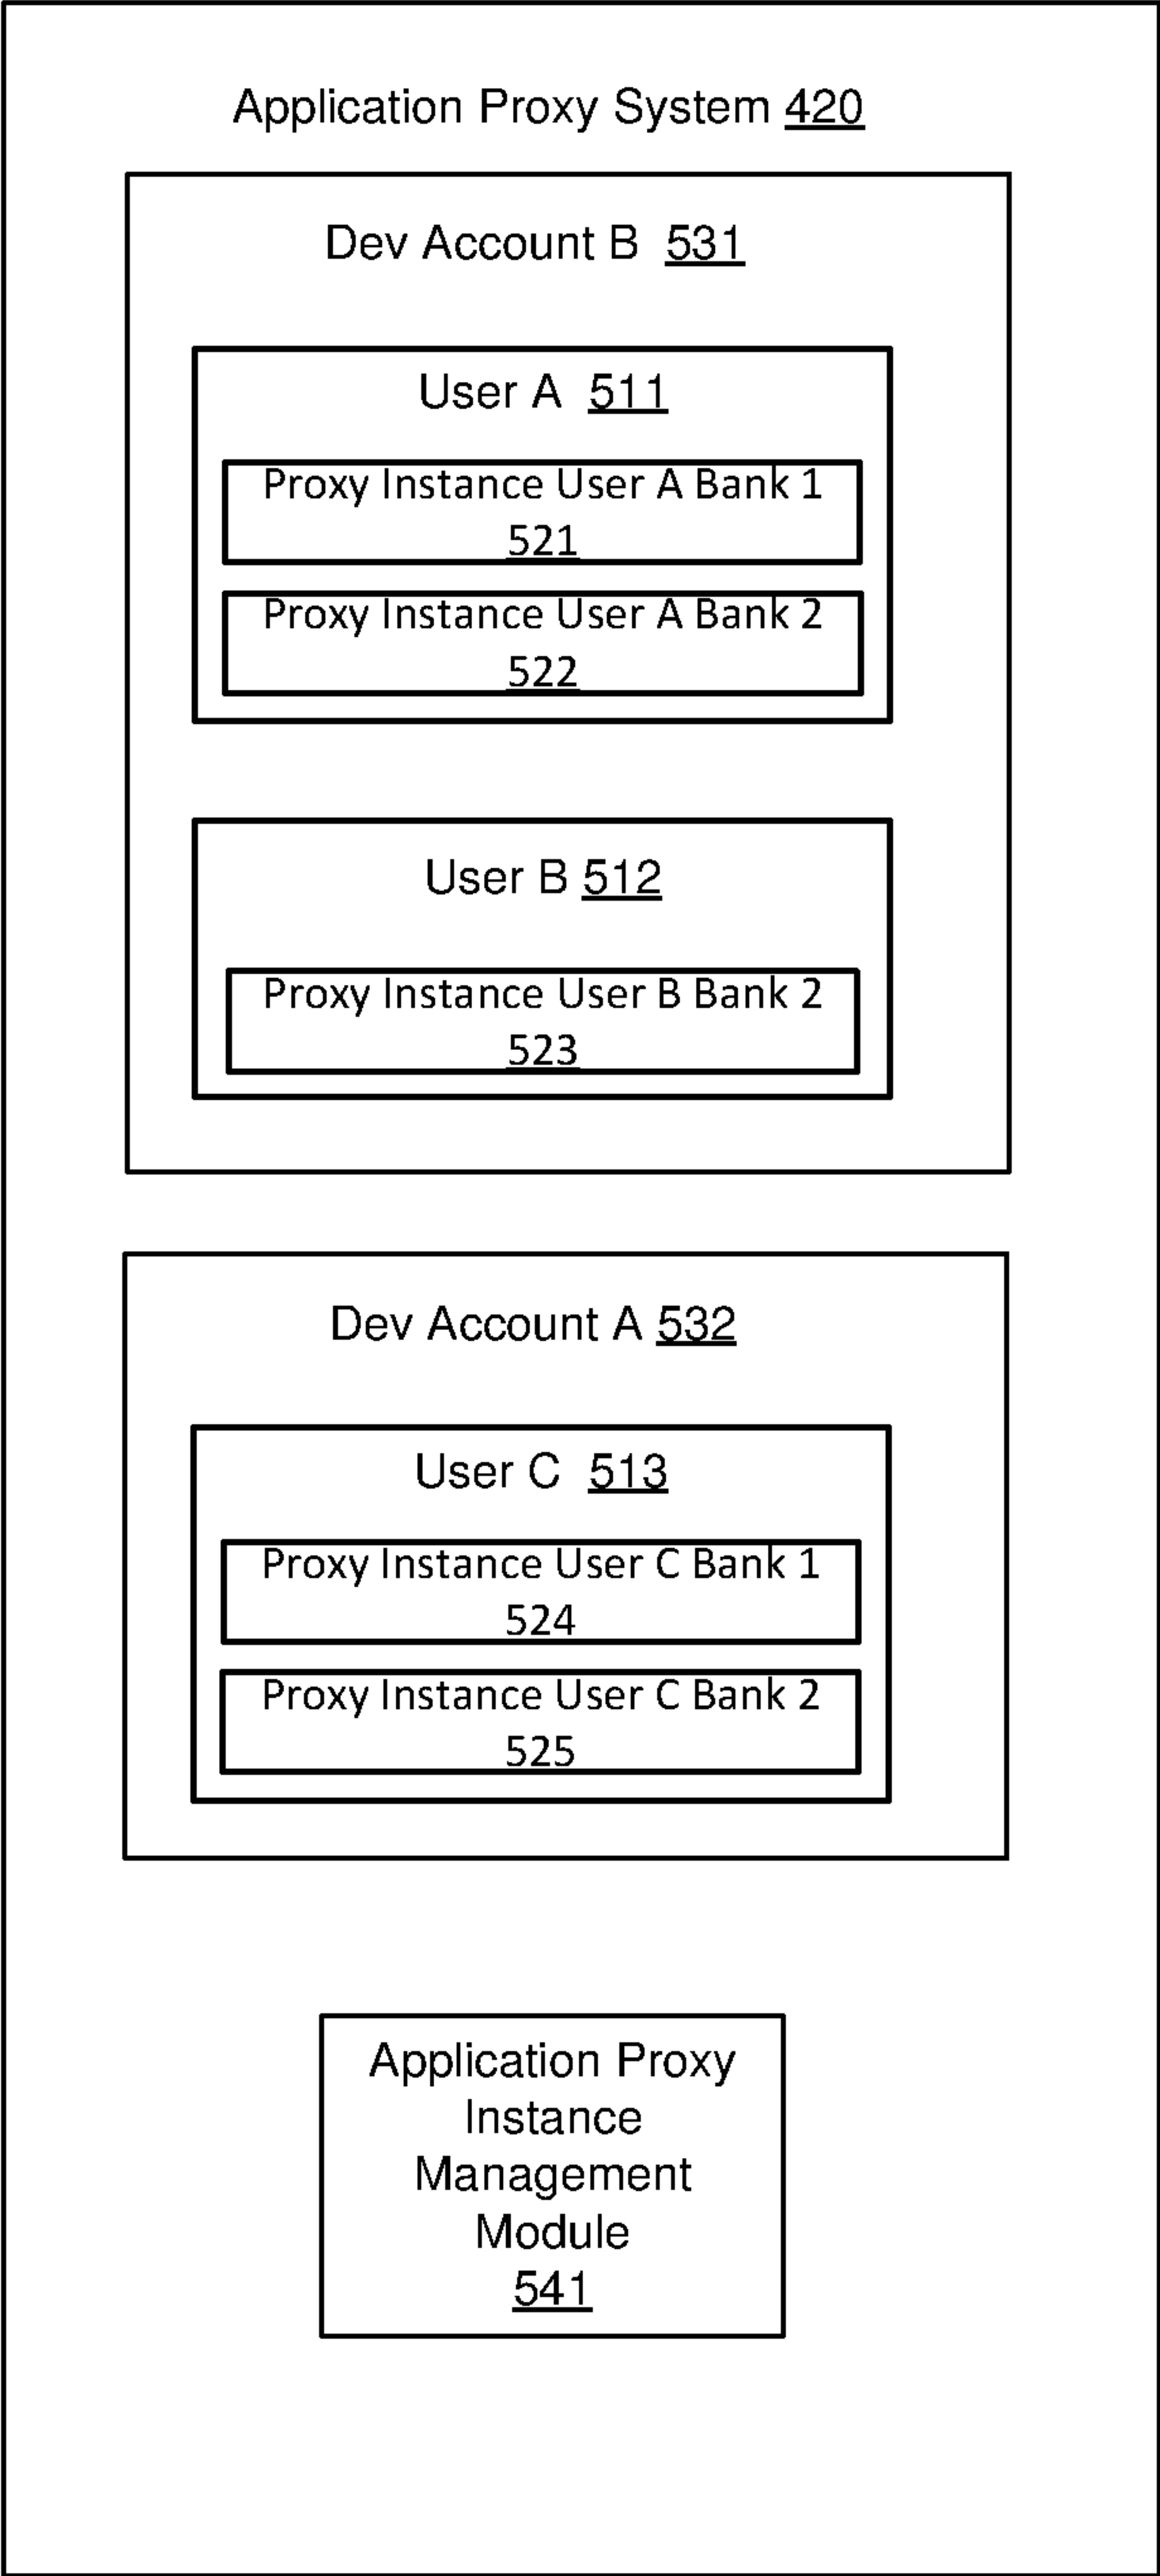 Application Proxy System 420
Dev Account B 531
User A 511
Proxy Instance User A Bank 1
521
Proxy Instance User A Bank 2
522
User B 512
Proxy Instance User B Bank 2
523
Dev Account A 532
User C 513
Proxy Instance User C Bank 1
524
Proxy Instance User C Bank 2
525
Application Proxy
Instance
Management
Module
541